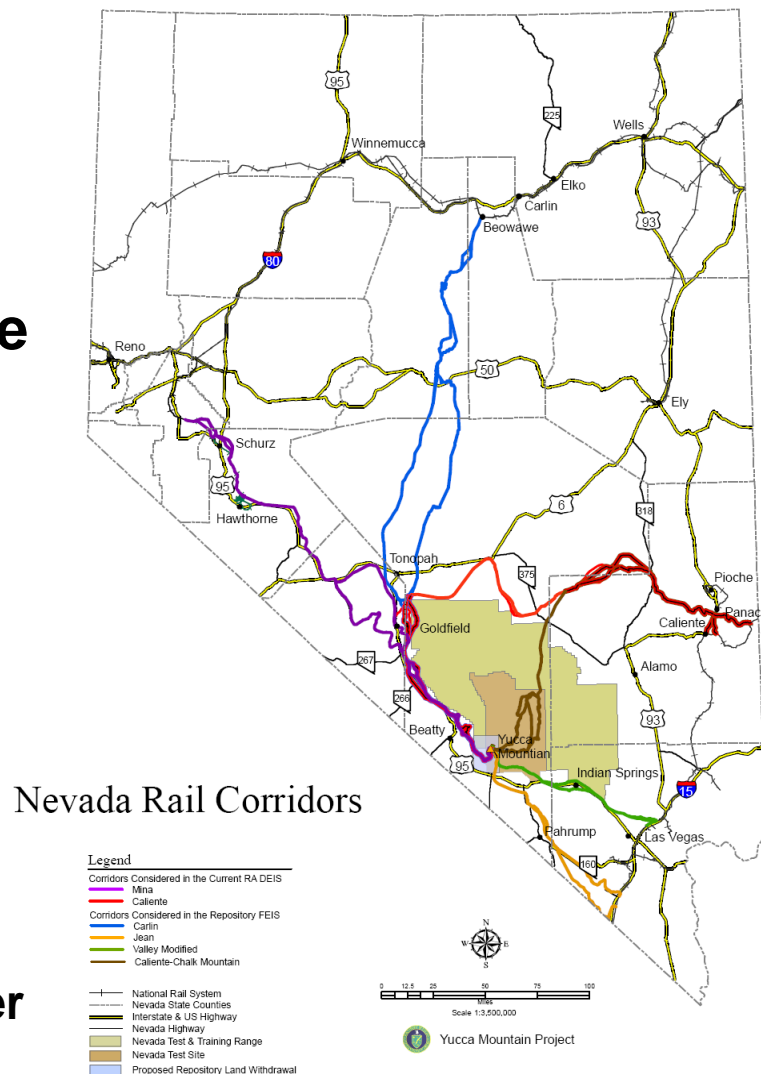 95
225
Wells
Winnemucca
Elko
Carlin
Beowawe
93
80
e
Reno
50
Ely
Schurz
95
Hawthorne
6
318
Tonopah
375
Pioche
Panac
Caliente
Goldfield
267
Alamo
266
93
Beatty
Yucca
Mountian
95
Indian Springs
15
Nevada Rail Corridors
Pahrump
Las Vegas
160
Legend
Corridors Considered in the Current RA DEIS
Mina
Caliente
Corridors Considered in the Repository FEIS
Carlin
Jean
Valley Modified
Caliente-Chalk Mountain
N
W
E
S
National Rail System
Nevada State Counties
Interstate & US Highway
Nevada Highway
Nevada Test & Training Range
Nevada Test Site
Proposed Repository Land Withdrawal
er
0 12.5 25 50 75 100
Miles
Scale 1:3,500,000
Yucca Mountain Project